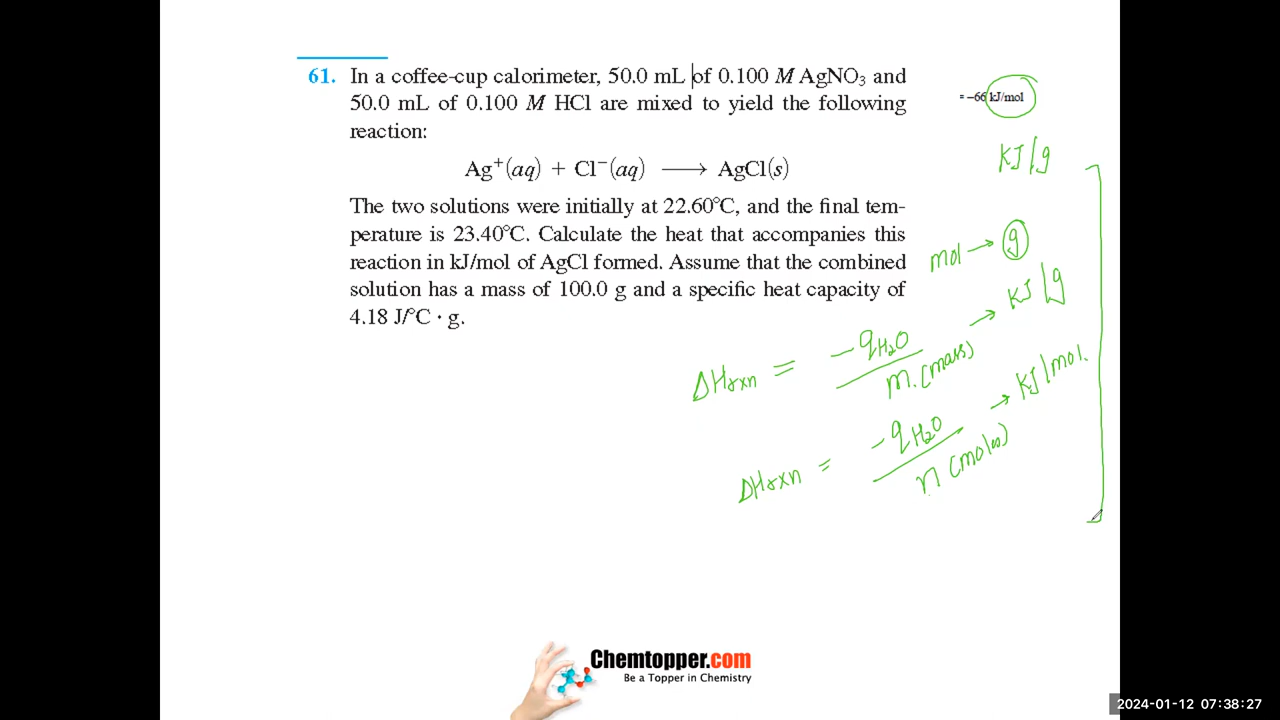 61. In a coffee-cup calorimeter, 50.0 mL of 0.100 M AgNO₃ and
50.0 mL of 0.100 M HCl are mixed to yield the following
reaction:
Ag⁺(aq) + Cl⁻(aq) ⟶ AgCl(s)
The two solutions were initially at 22.60°C, and the final tem-
perature is 23.40°C. Calculate the heat that accompanies this
reaction in kJ/mol of AgCl formed. Assume that the combined
solution has a mass of 100.0 g and a specific heat capacity of
4.18 J/°C · g.
= −66 kJ/mol
kJ/g
mol → g
ΔHrxn = −qH₂O / m.(mass) → kJ/g
ΔHrxn = −qH₂O / n (moles) → kJ/mol.
Chemtopper.com
Be a Topper in Chemistry
2024-01-12 07:38:27